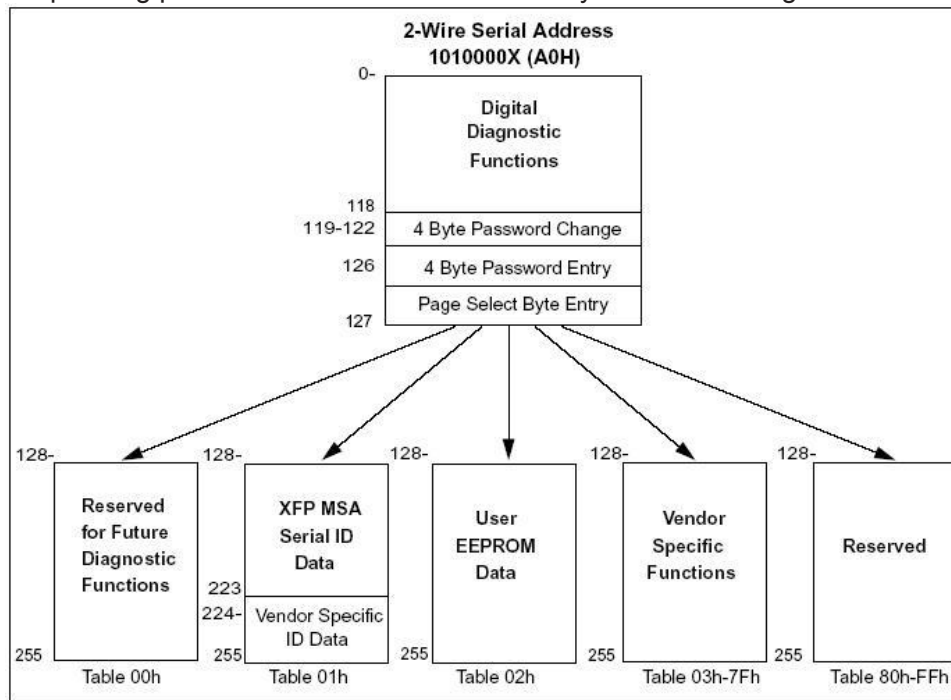 2-Wire Serial Address
1010000X (A0H)
0-
Digital
Diagnostic
Functions
118
119-122
4 Byte Password Change
126
4 Byte Password Entry
Page Select Byte Entry
127
128-
Reserved
for Future
Diagnostic
Functions
255
Table 00h
128-
XFP MSA
Serial ID
Data
223
224-
Vendor Specific
ID Data
255
Table 01h
128-
User
EEPROM
Data
255
Table 02h
128-
Vendor
Specific
Functions
255
Table 03h-7Fh
128-
Reserved
255
Table 80h-FFh